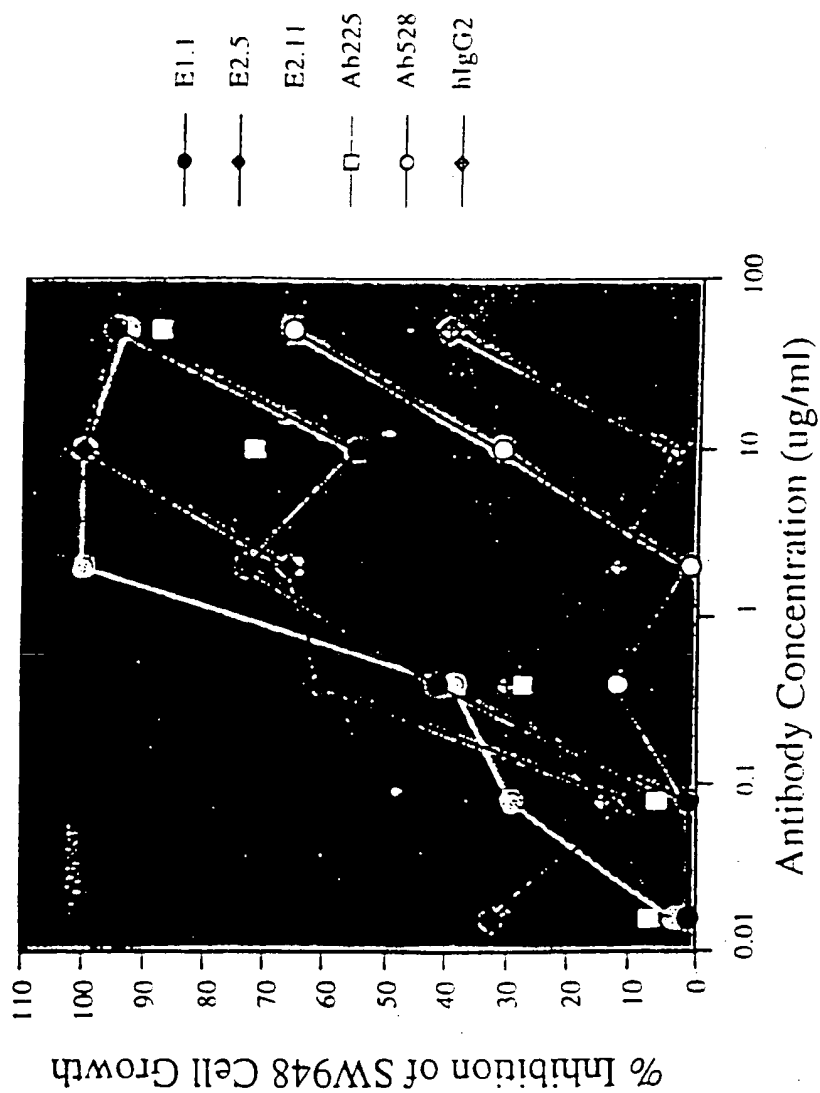 % Inhibition of SW948 Cell Growth
110
100
90
80
70
60
50
40
30
20
10
0
0.01
0.1
1
10
100
Antibody Concentration (ug/ml)
E1.1
E2.5
E2.11
Ab225
Ab528
hIgG2